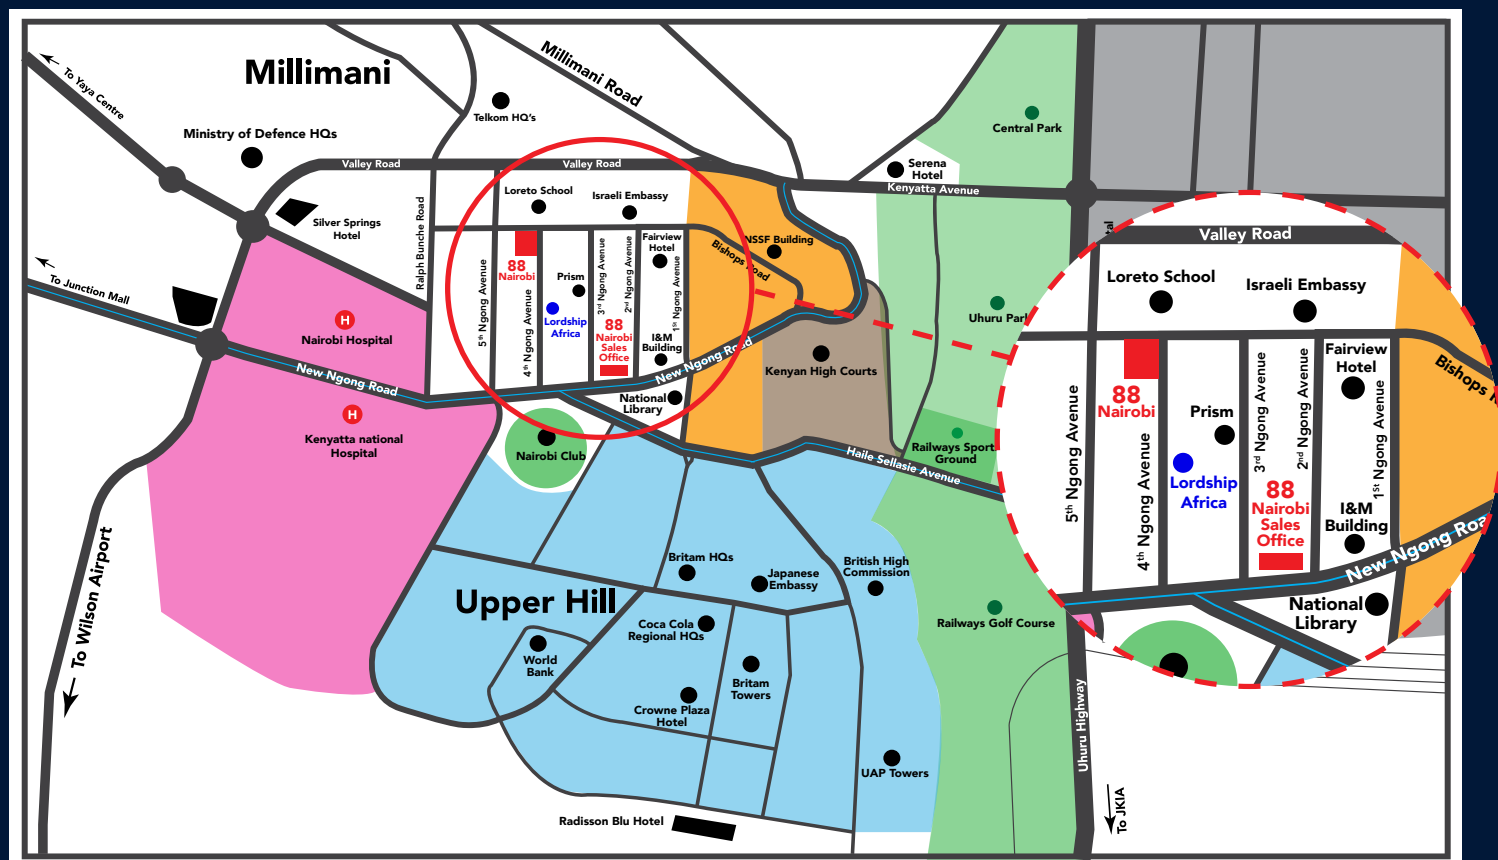 Millimani
To Yaya Centre
Ministry of Defence HQs
Telkom HQ's
Millimani Road
Central Park
Serena
Hotel
Kenyatta Avenue
Valley Road
Valley Road
Loreto School
Israeli Embassy
Silver Springs
Hotel
Ralph Bunche Road
To Junction Mall
Nairobi Hospital
H
New Ngong Road
H
Kenyatta national
Hospital
5th Ngong Avenue
88
Nairobi
4th Ngong Avenue
Prism
Lordship
Africa
3rd Ngong Avenue
2nd Ngong Avenue
88
Nairobi
Sales
Office
Fairview
Hotel
1St Ngong Avenue
I&M
Building
NSSF Building
Bishops Road
New Ngong Road
National
Library
Nairobi Club
Kenyan High Courts
Uhuru Park
Railways Sport
Ground
Haile Sellasie Avenue
To Wilson Airport
Upper Hill
Britam HQs
Japanese
Embassy
British High
Commission
Coca Cola
Regional HQs
World
Bank
Britam
Towers
Crowne Plaza
Hotel
UAP Towers
Radisson Blu Hotel
Railways Golf Course
Uhuru Highway
To JKIA
Valley Road
Loreto School
Israeli Embassy
5th Ngong Avenue
88
Nairobi
4th Ngong Avenue
Prism
Lordship
Africa
3rd Ngong Avenue
2nd Ngong Avenue
88
Nairobi
Sales
Office
Fairview
Hotel
1St Ngong Avenue
I&M
Building
Bishops
New Ngong Roa
National
Library